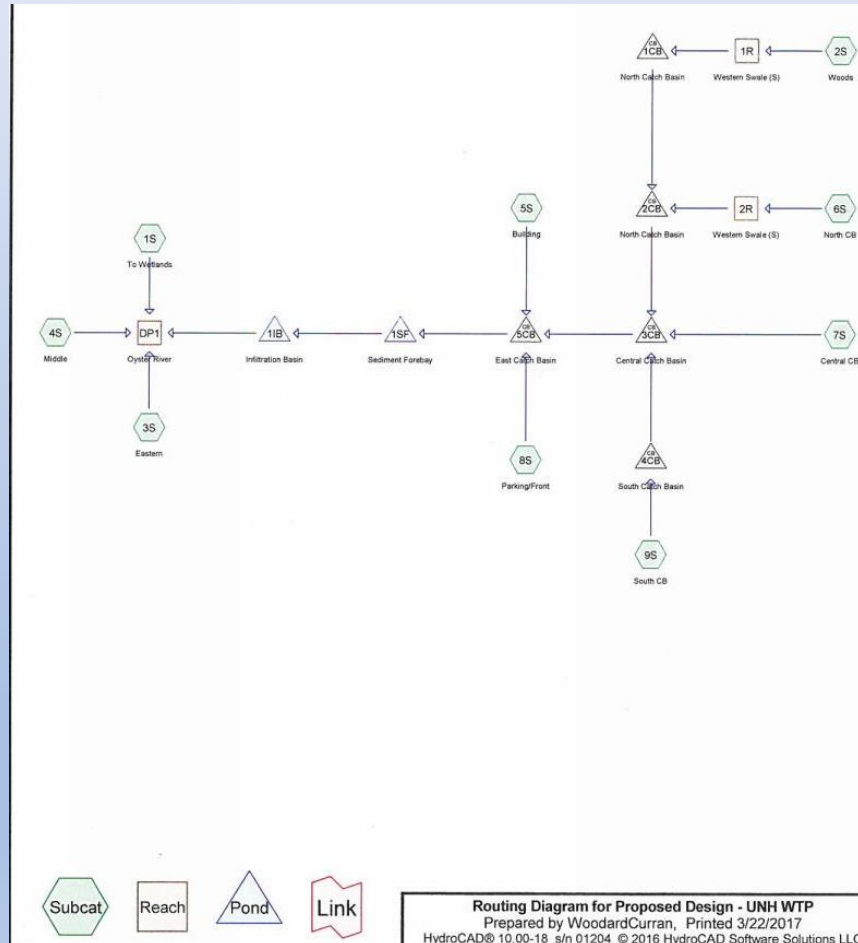 CB
1CB
1R
2S
North Catch Basin
Western Swale (S)
Woods
5S
Building
CB
2CB
2R
6S
North Catch Basin
Western Swale (S)
North CB
1S
To Wetlands
4S
DP1
1IB
1SF
CB
5CB
CB
3CB
7S
Middle
Oyster River
Infiltration Basin
Sediment Forebay
East Catch Basin
Central Catch Basin
Central CB
3S
Eastern
8S
Parking/Front
CB
4CB
South Catch Basin
9S
South CB
Subcat
Reach
Pond
Link
Routing Diagram for Proposed Design - UNH WTP
Prepared by WoodardCurran, Printed 3/22/2017
HydroCAD® 10.00-18 s/n 01204 © 2016 HydroCAD Software Solutions LLC